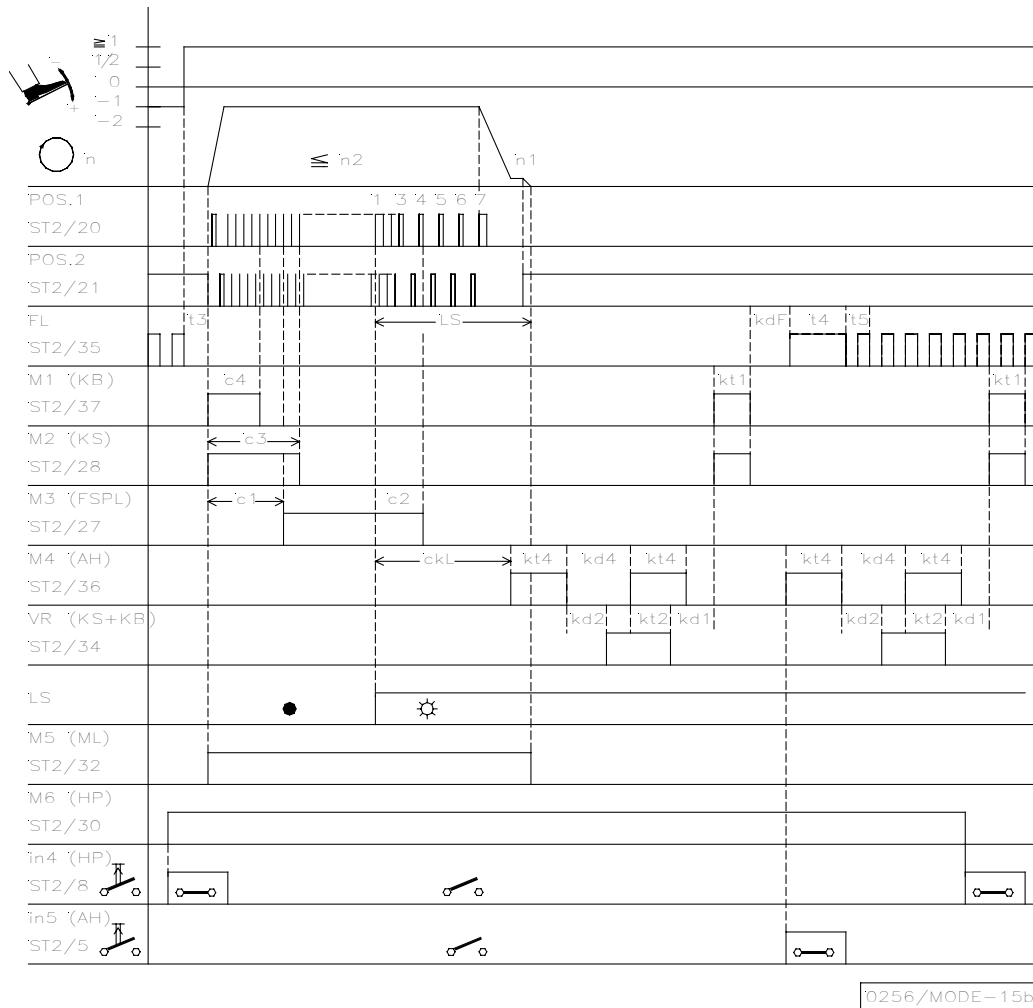 ≧1
1/2
−
0
−1
+
−2
n
≦ n2
n1
POS.1
1 3 4 5 6 7
ST2/20
POS.2
ST2/21
FL
t3
LS
kdF
t4
t5
ST2/35
M1 (KB)
c4
kt1
kt1
ST2/37
M2 (KS)
c3
ST2/28
M3 (FSPL)
c1
c2
ST2/27
M4 (AH)
ckL
kt4
kd4
kt4
kt4
kd4
kt4
ST2/36
VR (KS+KB)
kd2
kt2
kd1
kd2
kt2
kd1
ST2/34
LS
M5 (ML)
ST2/32
M6 (HP)
ST2/30
in4 (HP)
ST2/8
in5 (AH)
ST2/5
0256/MODE−15b